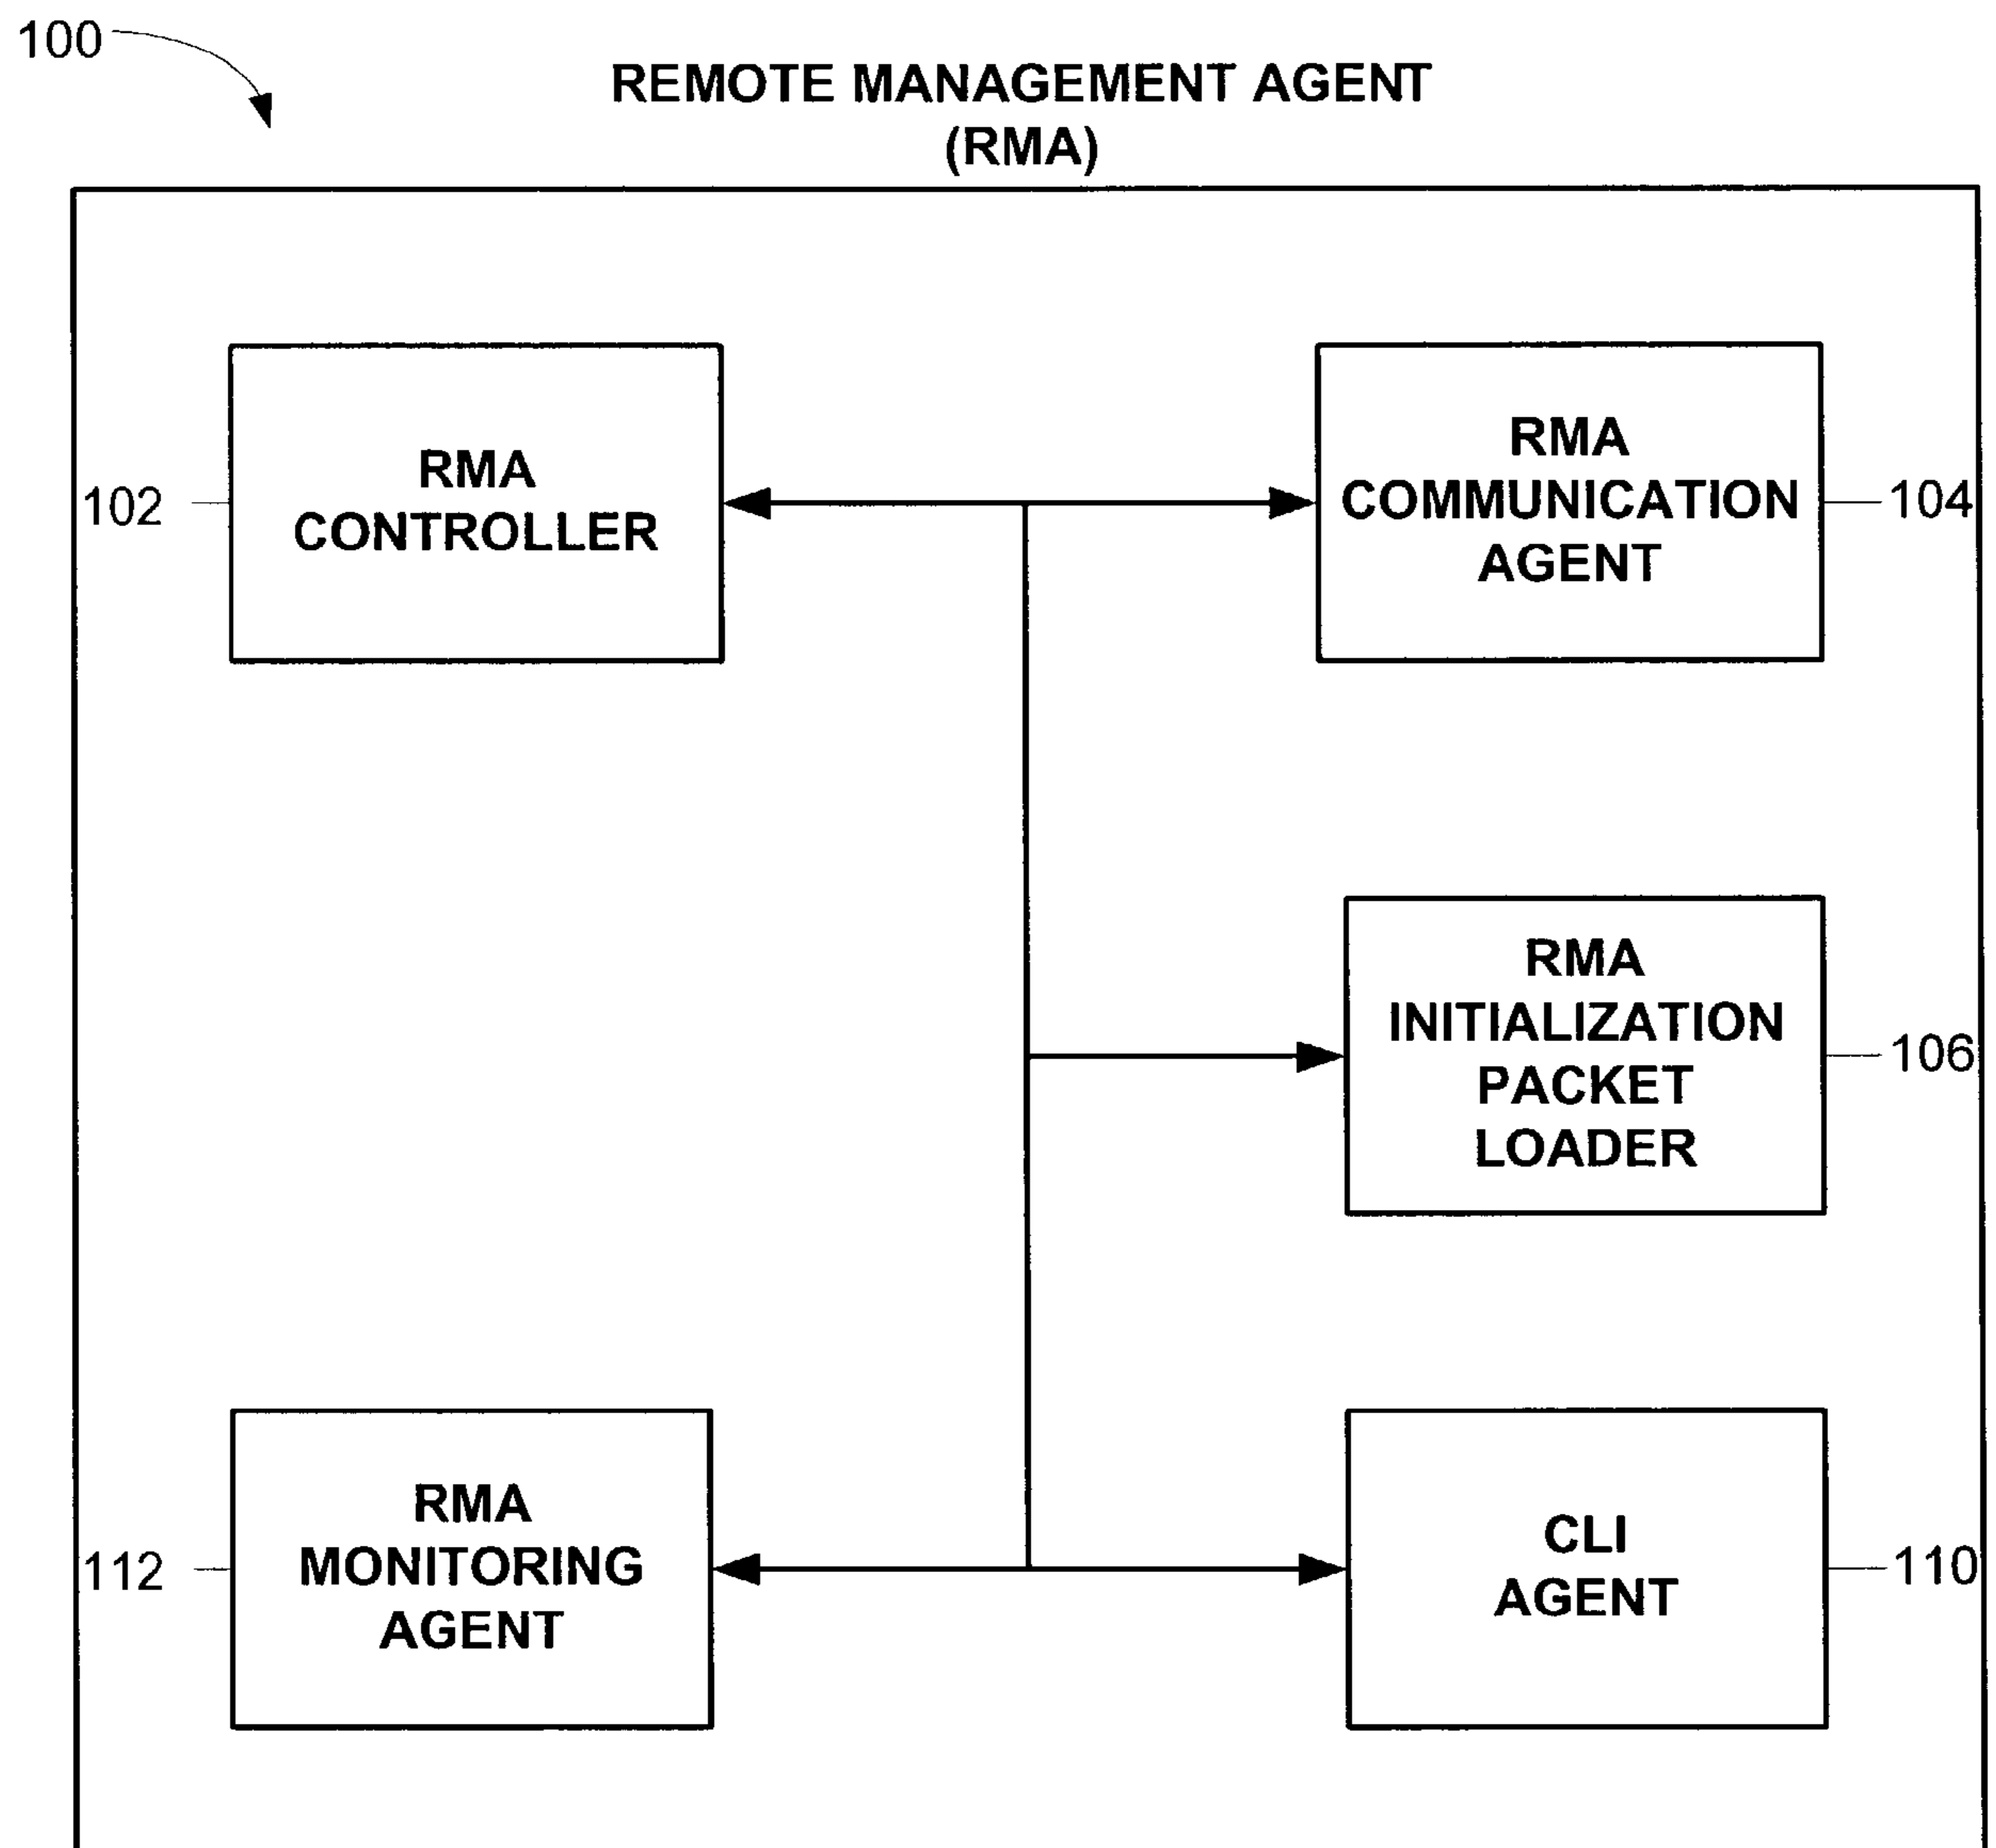 100
REMOTE MANAGEMENT AGENT
(RMA)
102
RMA
CONTROLLER
RMA
COMMUNICATION
AGENT
104
RMA
INITIALIZATION
PACKET
LOADER
106
112
RMA
MONITORING
AGENT
CLI
AGENT
110